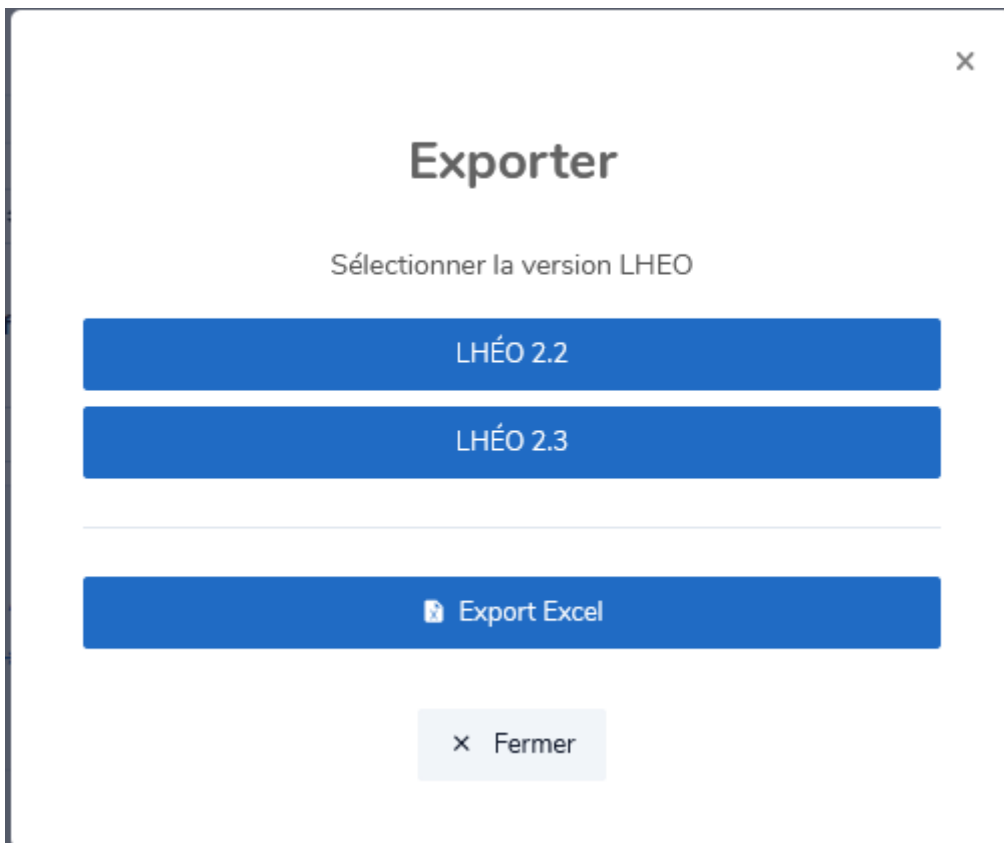 Exporter
Sélectionner la version LHEO
LHÉO 2.2
LHÉO 2.3
Export Excel
× Fermer